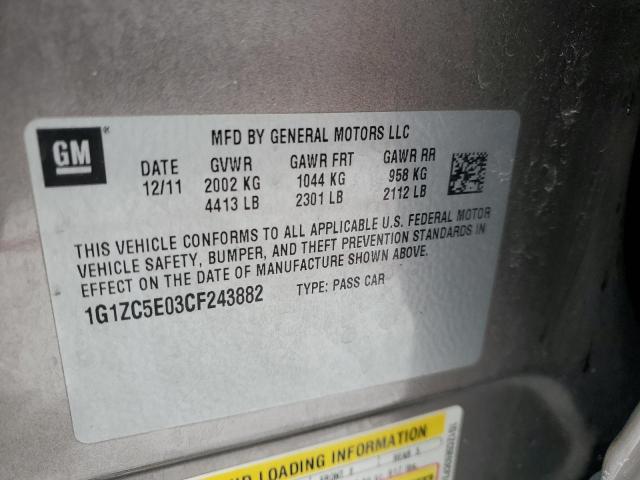 GM
®
MFD BY GENERAL MOTORS LLC
DATE GVWR GAWR FRT GAWR RR
12/11 2002 KG 1044 KG 958 KG
4413 LB 2301 LB 2112 LB
THIS VEHICLE CONFORMS TO ALL APPLICABLE U.S. FEDERAL MOTOR
VEHICLE SAFETY, BUMPER, AND THEFT PREVENTION STANDARDS IN
EFFECT ON THE DATE OF MANUFACTURE SHOWN ABOVE.
1G1ZC5E03CF243882 TYPE: PASS CAR
LOADING INFORMATION